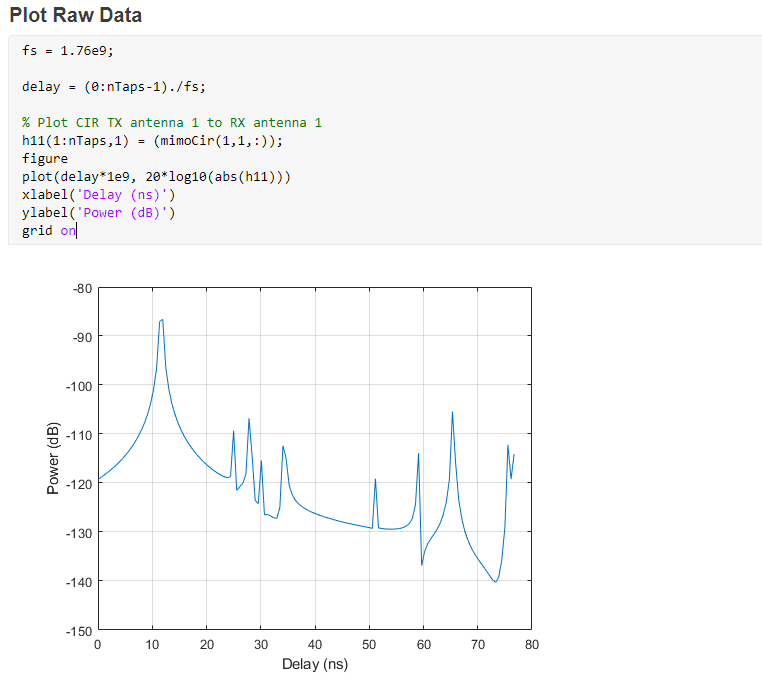 Plot Raw Data
fs = 1.76e9;
delay = (0:nTaps-1)./fs;
% Plot CIR TX antenna 1 to RX antenna 1
h11(1:nTaps,1) = (mimoCir(1,1,:));
figure
plot(delay*1e9, 20*log10(abs(h11)))
xlabel('Delay (ns)')
ylabel('Power (dB)')
grid on
-80
-90
-100
-110
-120
-130
-140
-150
Power (dB)
0 10 20 30 40 50 60 70 80
Delay (ns)